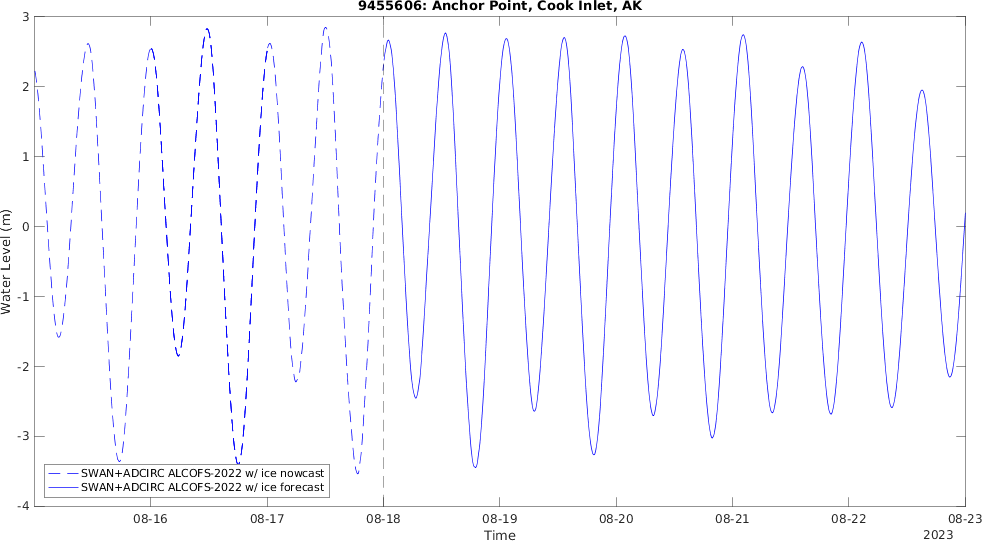 9455606: Anchor Point, Cook Inlet, AK
3
2
1
0
-1
-2
-3
-4
Water Level (m)
SWAN+ADCIRC ALCOFS-2022 w/ ice nowcast
SWAN+ADCIRC ALCOFS-2022 w/ ice forecast
08-16 08-17 08-18 08-19 08-20 08-21 08-22 08-23
Time
2023